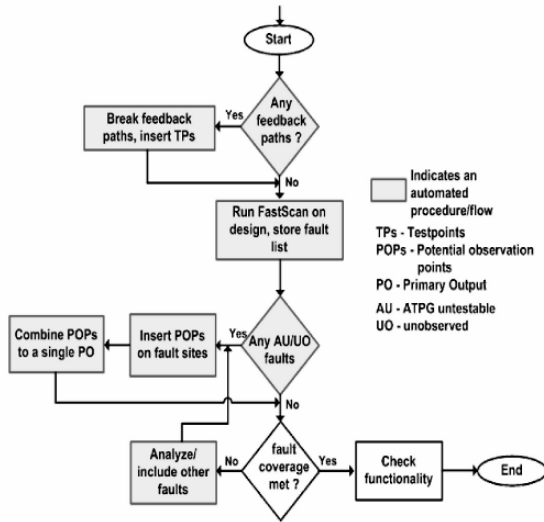 Start
Any
feedback
paths ?
Yes
Break feedback
paths, insert TPs
No
Run FastScan on
design, store fault
list
Indicates an
automated
procedure/flow
TPs - Testpoints
POPs - Potential observation
points
PO - Primary Output
AU - ATPG untestable
UO - unobserved
Any AU/UO
faults
Yes
Insert POPs
on fault sites
Combine POPs
to a single PO
No
fault
coverage
met ?
No
Analyze/
include other
faults
Yes
Check
functionality
End